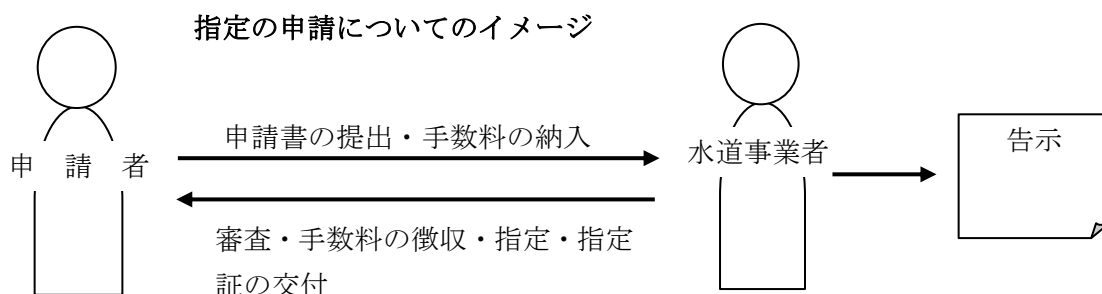 指定の申請についてのイメージ
申請書の提出・手数料の納入
申 請 者
水道事業者
告示
審査・手数料の徴収・指定・指定
証の交付